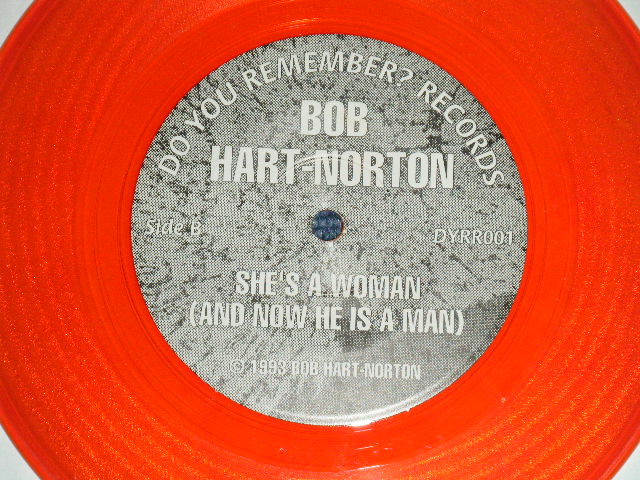 DO YOU REMEMBER? RECORDS
BOB
HART-NORTON
Side B
DYRR001
SHE'S A WOMAN
(AND NOW HE IS A MAN)
© 1993 BOB HART-NORTON